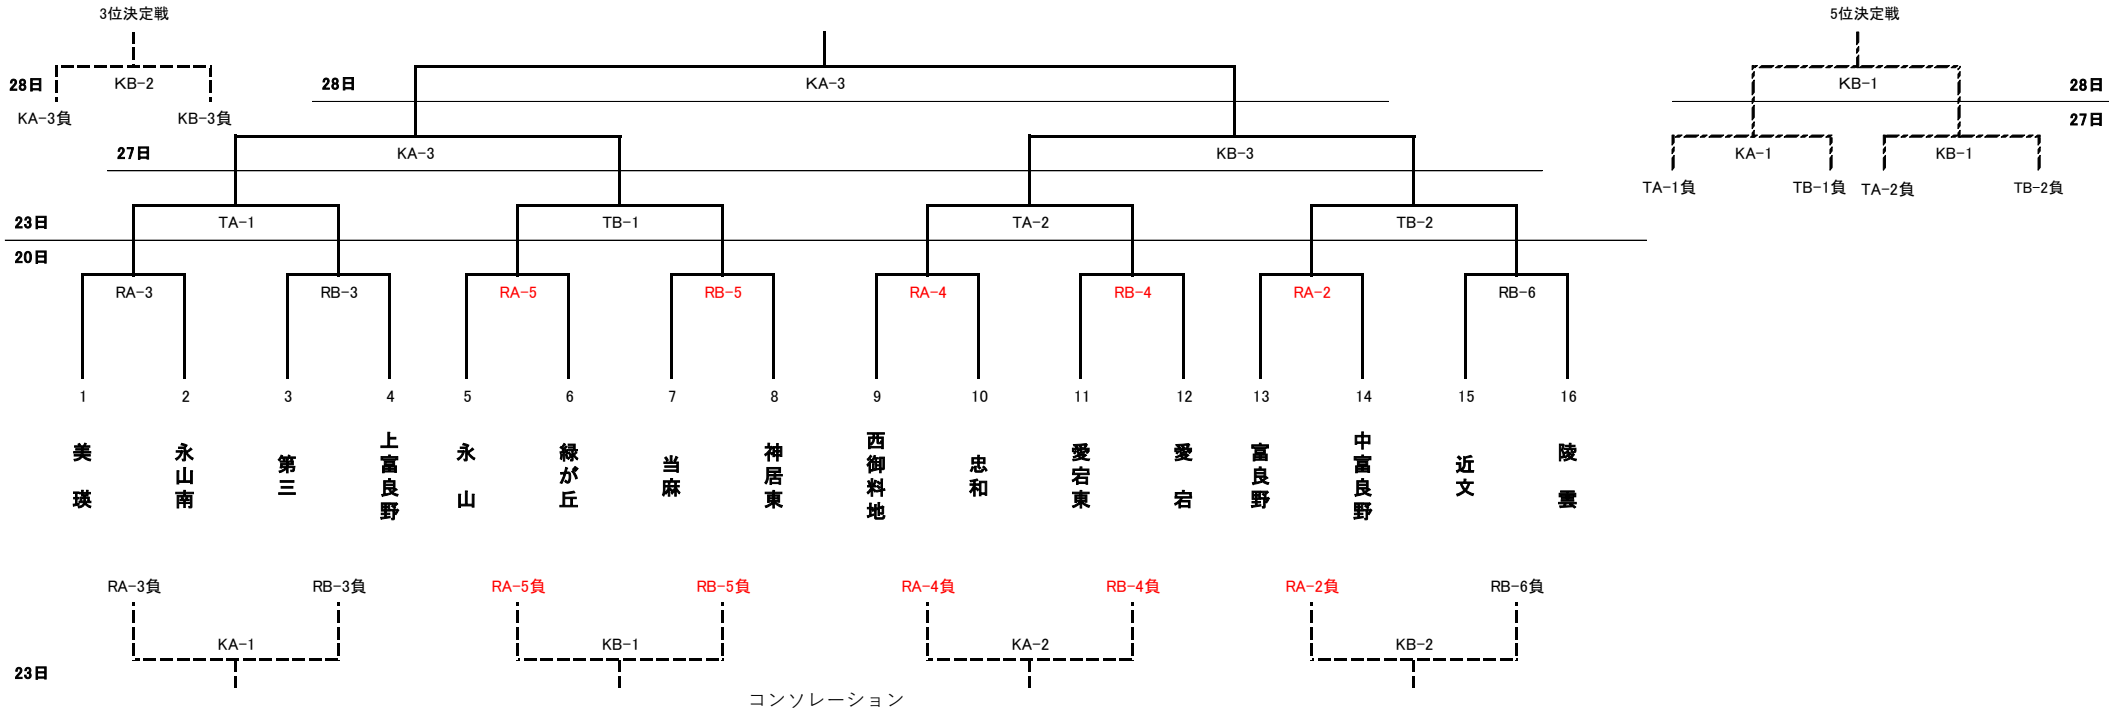 3位決定戦
5位決定戦
28日
KB-2
28日
KA-3
KB-1
28日
KA-3負
KB-3負
27日
27日
KA-3
KB-3
KA-1
KB-1
TA-1負
TB-1負
TA-2負
TB-2負
23日
TA-1
TB-1
TA-2
TB-2
20日
RA-3
RB-3
RA-5
RB-5
RA-4
RB-4
RA-2
RB-6
1
2
3
4
5
6
7
8
9
10
11
12
13
14
15
16
美瑛
永山南
第三
上富良野
永山
緑が丘
当麻
神居東
西御料地
忠和
愛宕東
愛宕
富良野
中富良野
近文
陵雲
RA-3負
RB-3負
RA-5負
RB-5負
RA-4負
RB-4負
RA-2負
RB-6負
KA-1
KB-1
KA-2
KB-2
23日
コンソレーション